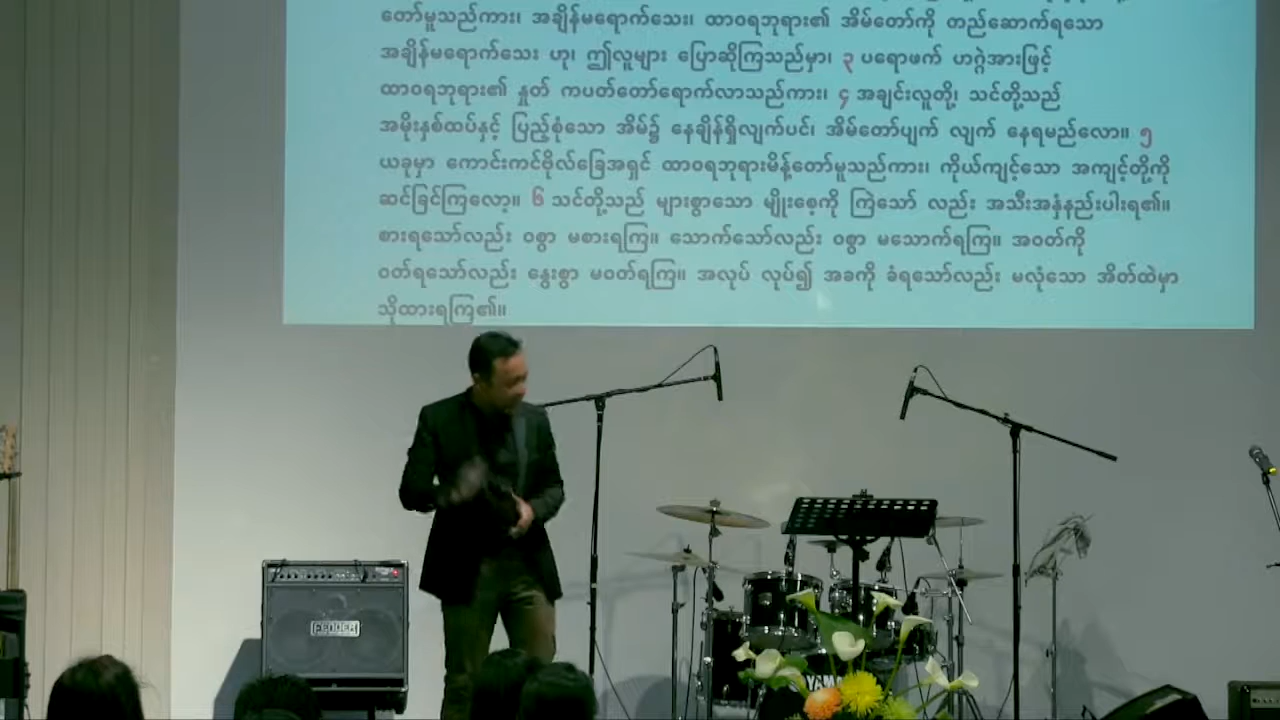 တော်မူသည်ကား၊ အချိန်မရောက်သေး၊ ထာဝရဘုရား၏ အိမ်တော်ကို တည်ဆောက်ရသော
အချိန်မရောက်သေး ဟု၊ ဤလူများ ပြောဆိုကြသည်မှာ၊ ၃ ပရောဖက် ဟဂ္ဂဲအားဖြင့်
ထာဝရဘုရား၏ နှုတ် ကပတ်တော်ရောက်လာသည်ကား၊ ၄ အချင်းလူတို့၊ သင်တို့သည်
အမိုးနှစ်ထပ်နှင့် ပြည့်စုံသော အိမ်၌ နေချိန်ရှိလျက်ပင်၊ အိမ်တော်ပျက် လျက် နေရမည်လော။ ၅
ယခုမှာ ကောင်းကင်ဗိုလ်ခြေအရှင် ထာဝရဘုရားမိန့်တော်မူသည်ကား၊ ကိုယ်ကျင့်သော အကျင့်တို့ကို
ဆင်ခြင်ကြလော့။ ၆ သင်တို့သည် များစွာသော မျိုးစေ့ကို ကြဲသော် လည်း အသီးအနှံနည်းပါးရ၏။
စားရသော်လည်း ဝစွာ မစားရကြ။ သောက်သော်လည်း ဝစွာ မသောက်ရကြ။ အဝတ်ကို
ဝတ်ရသော်လည်း နွေးစွာ မဝတ်ရကြ။ အလုပ် လုပ်၍ အခကို ခံရသော်လည်း မလုံသော အိတ်ထဲမှာ
သိုထားရကြ၏။
FENDER
YAMA